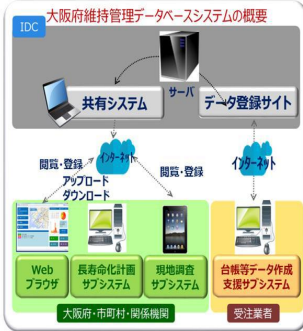 大阪府維持管理データベースシステムの概要
IDC
サーバ
共有システム
データ登録サイト
インターネット
インターネット
閲覧・登録
アップロード
ダウンロード
閲覧・登録
Web
ブラウザ
長寿命化計画
サブシステム
現地調査
サブシステム
台帳等データ作成
支援サブシステム
大阪府・市町村・関係機関
受注業者